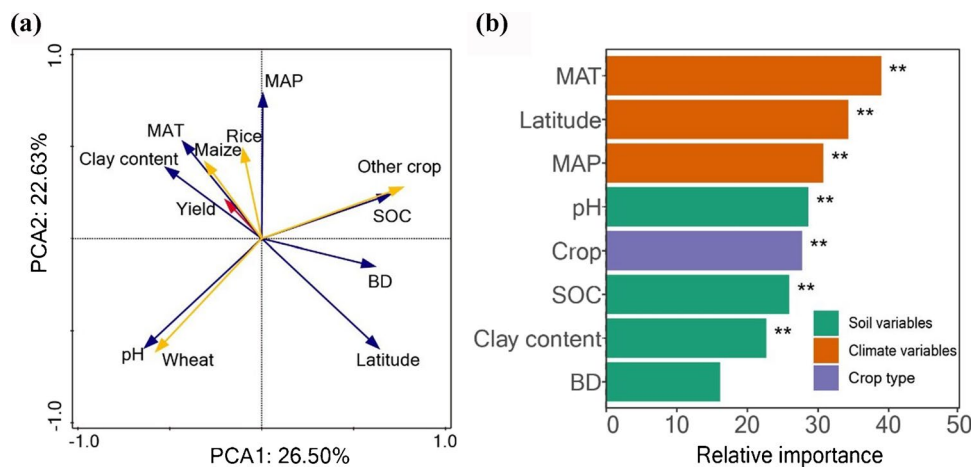 (a)
1.0
MAP
MAT
Rice
Maize
Clay content
Other crop
SOC
Yield
BD
pH
Wheat
Latitude
-1.0
-1.0
1.0
PCA2: 22.63%
PCA1: 26.50%
(b)
MAT **
Latitude **
MAP **
pH **
Crop **
SOC **
Clay content **
BD
Soil variables
Climate variables
Crop type
0 10 20 30 40 50
Relative importance